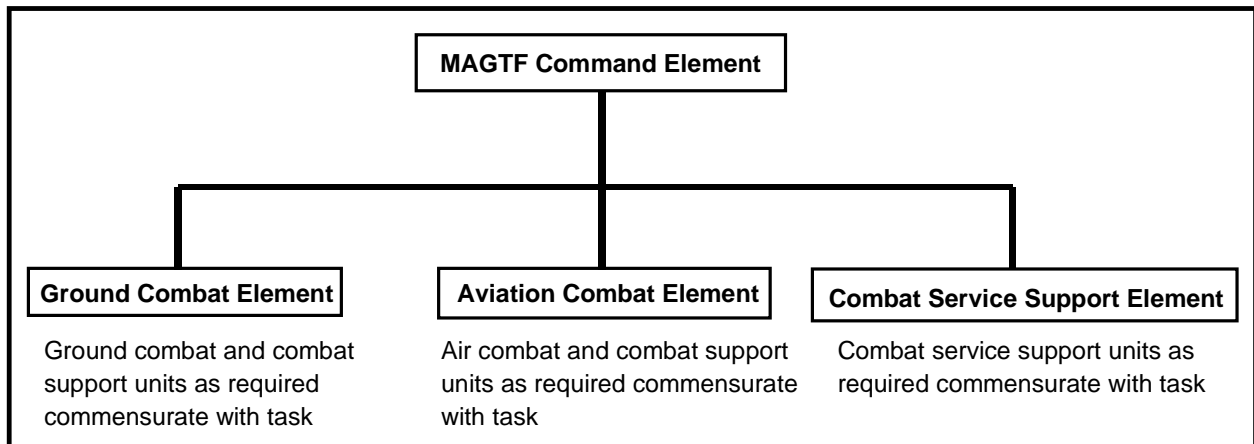 MAGTF Command Element
Ground Combat Element
Aviation Combat Element
Combat Service Support Element
Ground combat and combat
support units as required
commensurate with task
Air combat and combat support
units as required commensurate
with task
Combat service support units as
required commensurate with task